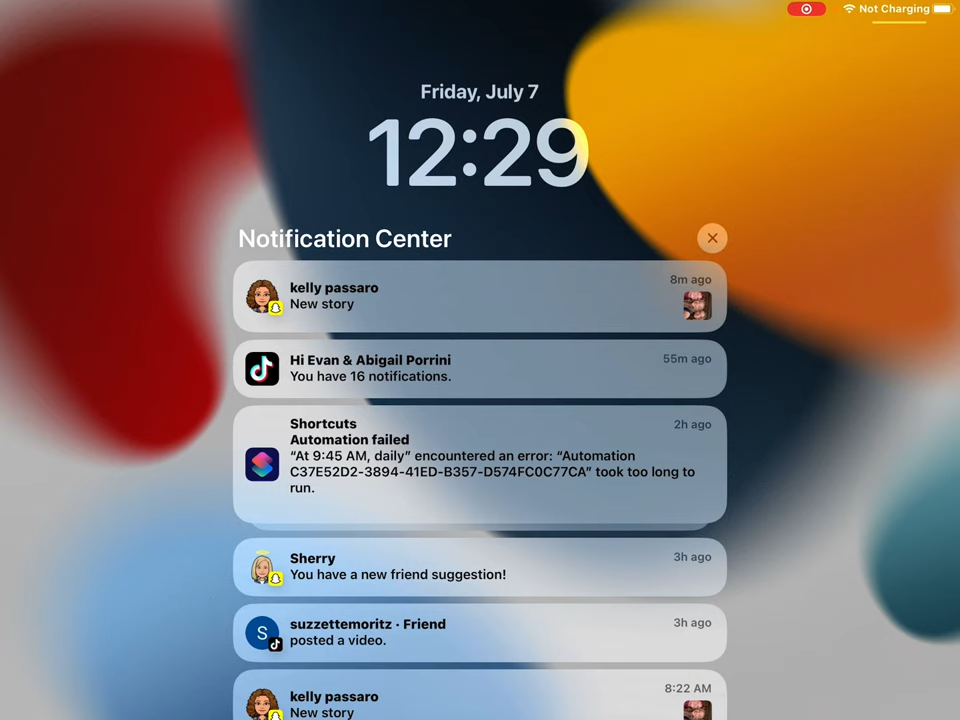 Not Charging
Friday, July 7
12:29
Notification Center
kelly passaro
8m ago
New story
Hi Evan & Abigail Porrini
55m ago
You have 16 notifications.
Shortcuts
2h ago
Automation failed
“At 9:45 AM, daily” encountered an error: “Automation
C37E52D2-3894-41ED-B357-D574FC0C77CA” took too long to
run.
Sherry
3h ago
You have a new friend suggestion!
S
suzzettemoritz · Friend
3h ago
posted a video.
kelly passaro
8:22 AM
New story